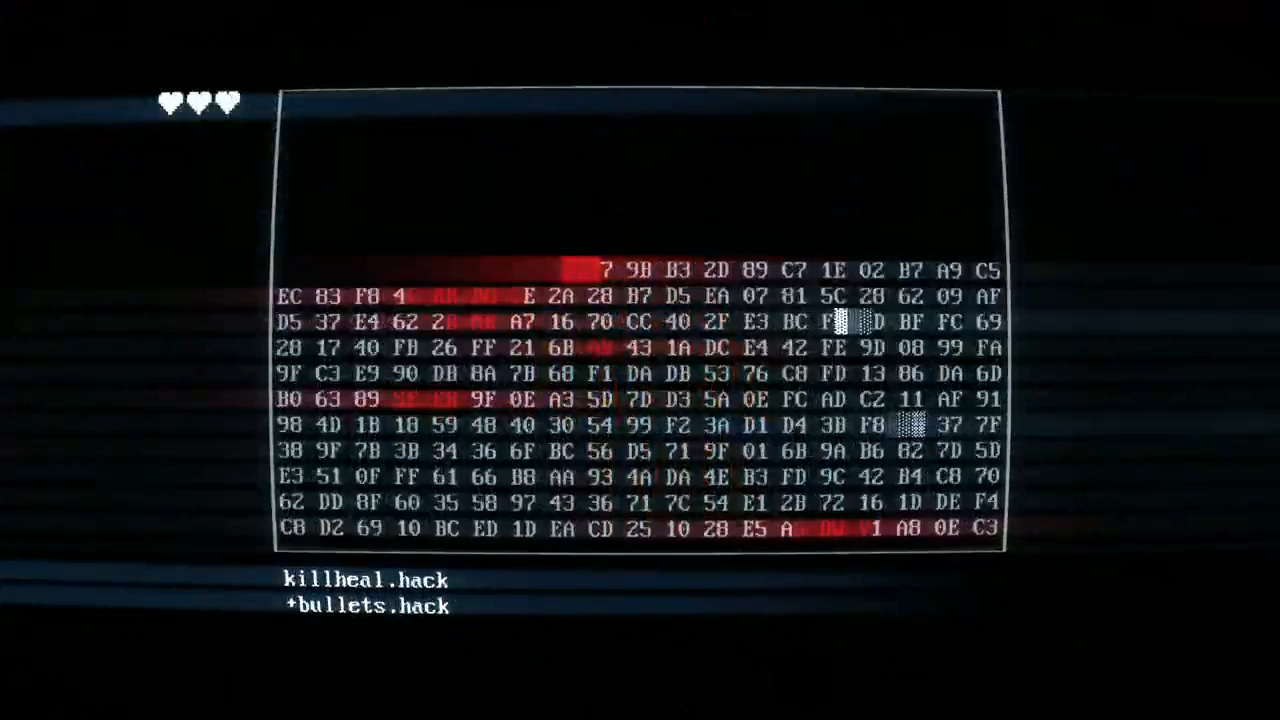 7 9B B3 2D 89 C7 1E 02 B7 A9 C5
EC 83 F8 4 E 2A 28 B7 D5 EA 07 81 5C 28 62 09 AF
D5 37 E4 62 2 A7 16 70 CC 40 2F E3 BC F D BF FC 69
28 17 40 FB 26 FF 21 6B 43 1A DC E4 42 FE 9D 08 99 FA
9F C3 E9 90 DB 8A 7B 68 F1 DA DB 53 76 C8 FD 13 86 DA 6D
B0 63 89 9F 0E A3 5D 7D D3 5A 0E FC AD C2 11 AF 91
98 4D 1B 18 59 48 40 30 54 99 F2 3A D1 D4 3B F8 37 7F
38 9F 7B 3B 34 36 6F BC 56 D5 71 9F 01 6B 9A B6 82 7D 5D
E3 51 0F FF 61 66 B8 AA 93 4A DA 4E B3 FD 9C 42 B4 C8 70
62 DD 8F 60 35 58 97 43 36 71 7C 54 E1 2B 72 16 1D DE F4
C8 D2 69 10 BC ED 1D EA CD 25 10 28 E5 A 1 A8 0E C3
killheal.hack
+bullets.hack